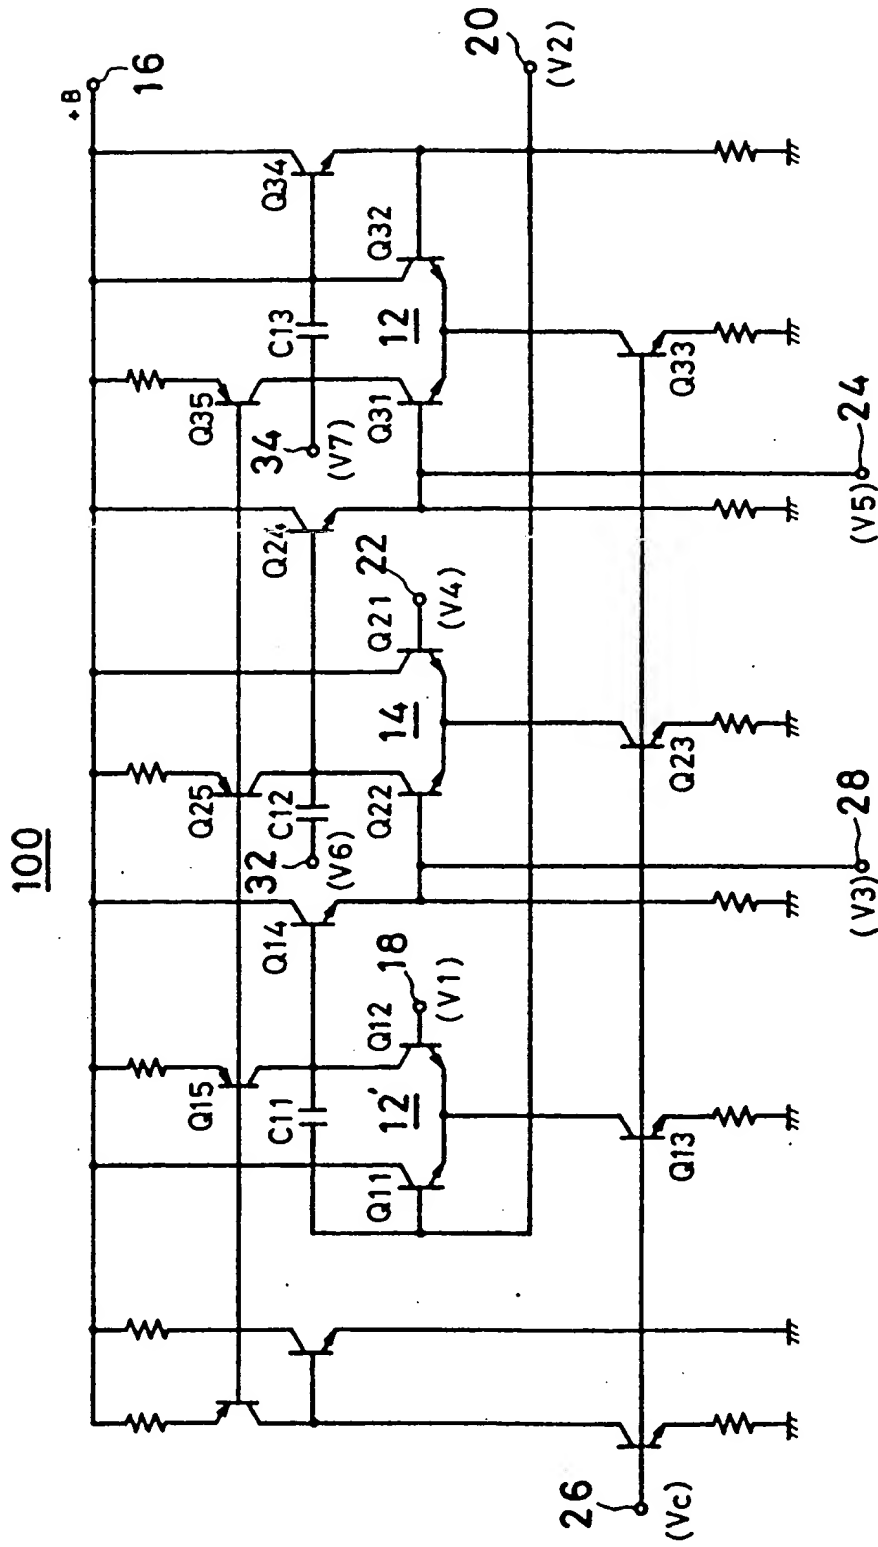 100
+B
16
20
(V2)
Q34
Q32
C13
12
Q35
Q31
34
(V7)
Q33
24
(V5)
Q24
22
Q21
(V4)
14
Q25
C12
Q22
32
(V6)
Q23
28
(V3)
Q14
18
Q12
(V1)
Q15
C11
12'
Q11
Q13
26
(Vc)